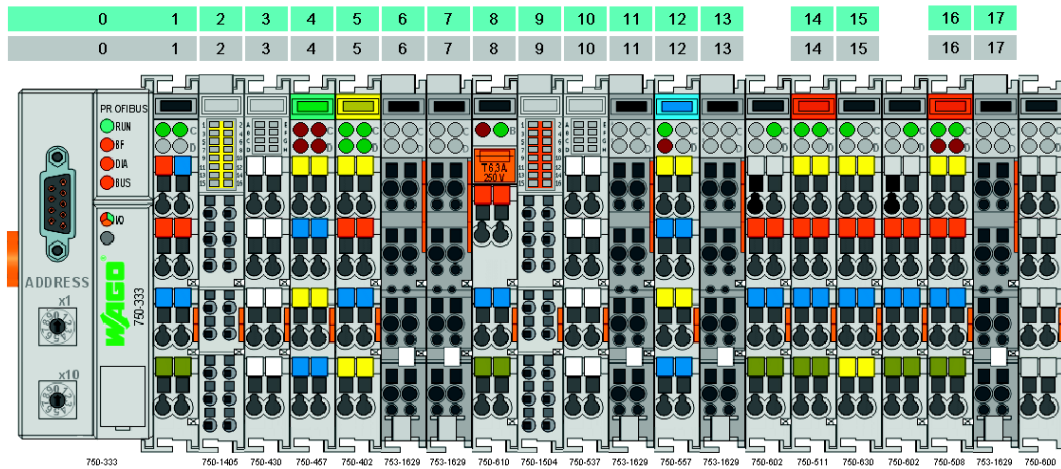 0 1 2 3 4 5 6 7 8 9 10 11 12 13 14 15 16 17
0 1 2 3 4 5 6 7 8 9 10 11 12 13 14 15 16 17
PROFIBUS
RUN
BF
DIA
BUS
I/O
T6,3A
250V
ADDRESS
x1
x10
WAGO
750-333
750-333 750-1405 750-430 750-457 750-402 753-1629 753-1629 750-610 750-1504 750-537 753-1629 750-557 753-1629 750-602 750-511 750-630 750-602 750-508 753-1629 750-600